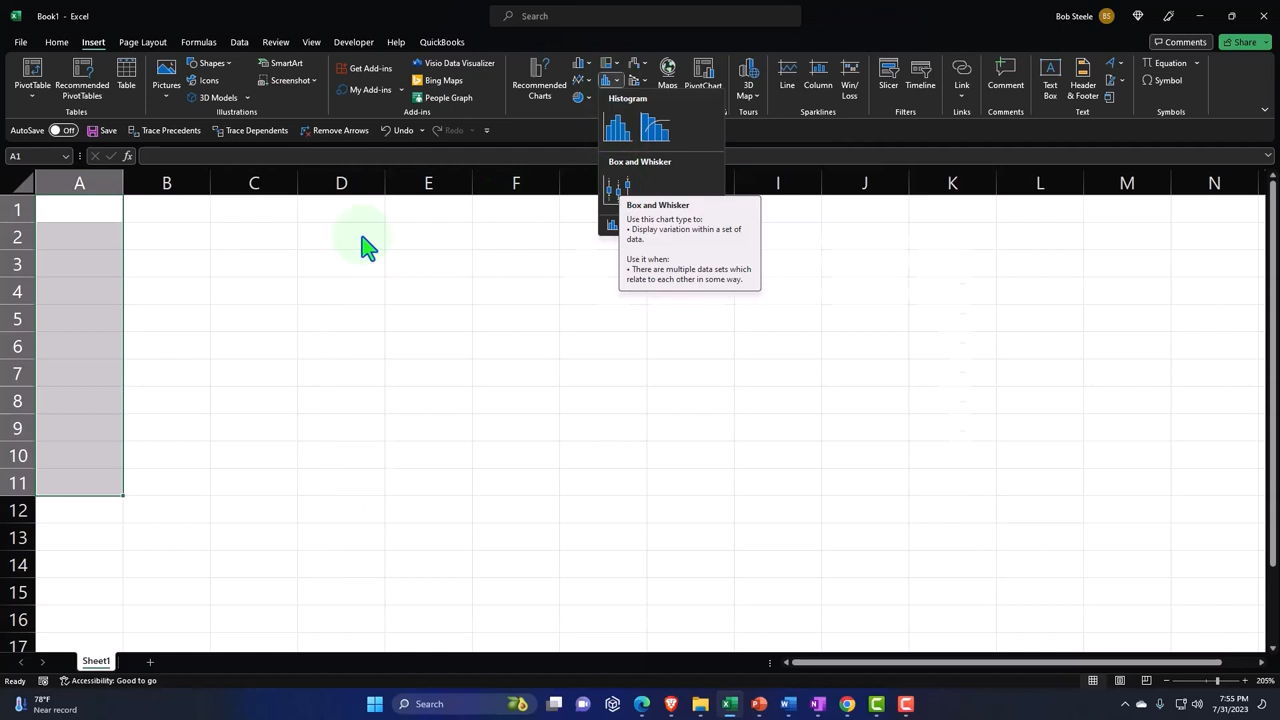 Book1 - Excel
Search
Bob Steele
BS
File
Home
Insert
Page Layout
Formulas
Data
Review
View
Developer
Help
QuickBooks
Comments
Share
PivotTables
Recommended PivotTables
Table
Pictures
Shapes
Icons
3D Models
SmartArt
Screenshot
Get Add-ins
My Add-ins
Visio Data Visualizer
Bing Maps
People Graph
Recommended Charts
Maps
PivotChart
3D Map
Line
Column
Win/ Loss
Slicer
Timeline
Link
Comment
Text Box
Header & Footer
Equation
Symbol
Tables
Illustrations
Add-ins
Tours
Sparklines
Filters
Links
Comments
Text
Symbols
AutoSave
Off
Save
Trace Precedents
Trace Dependents
Remove Arrows
Undo
Redo
A1
fx
Histogram
Box and Whisker
Box and Whisker
Use this chart type to:
• Display variation within a set of
data.
Use it when:
• There are multiple data sets which
relate to each other in some way.
A B C D E F I J K L M N
1
2
3
4
5
6
7
8
9
10
11
12
13
14
15
16
17
Sheet1
Ready
Accessibility: Good to go
205%
78°F
Near record
Search
7:55 PM
7/31/2023